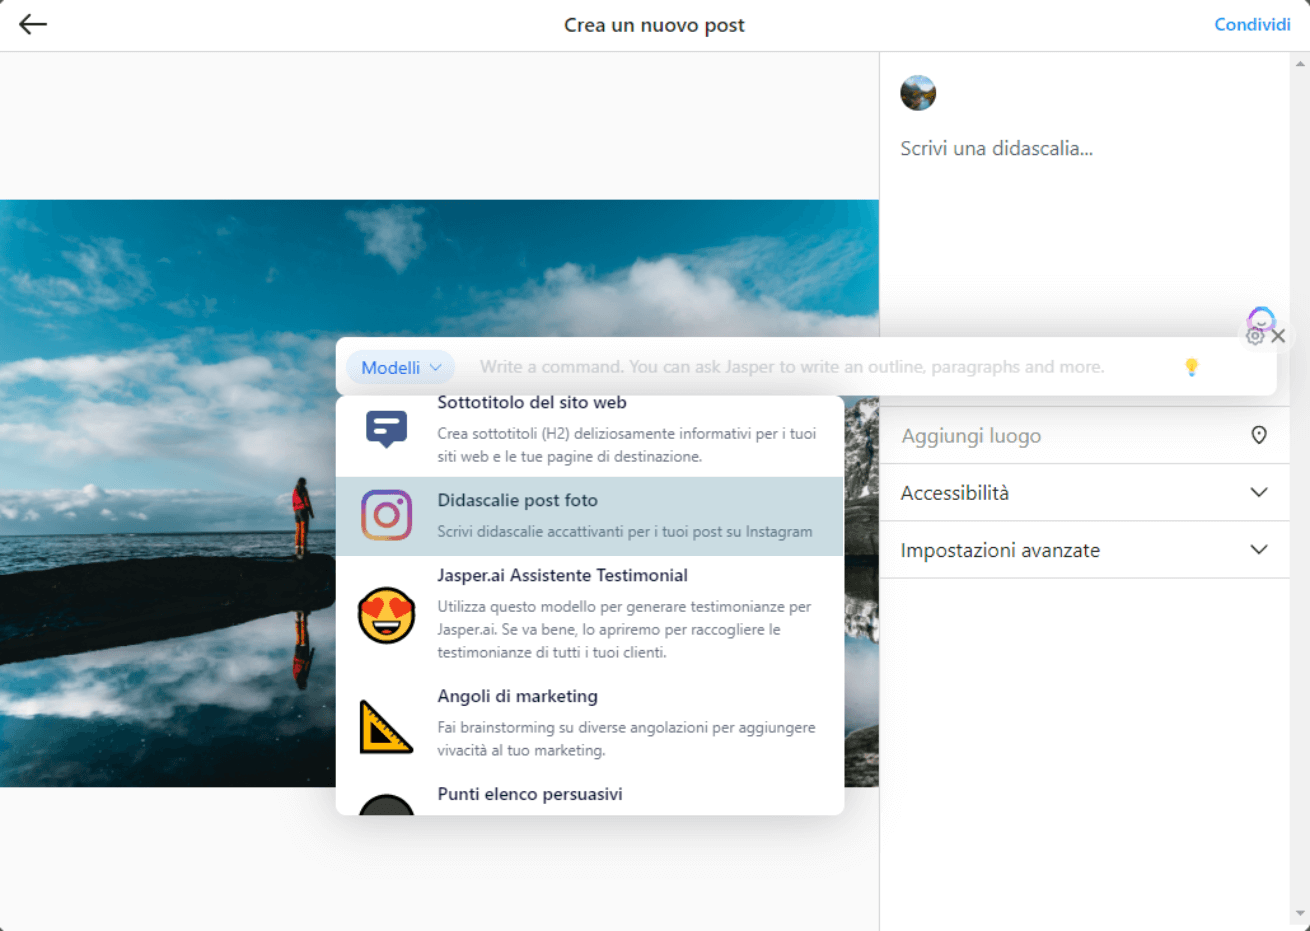 Crea un nuovo post
Condividi
Scrivi una didascalia...
Modelli
Write a command. You can ask Jasper to write an outline, paragraphs and more.
Sottotitolo del sito web
Crea sottotitoli (H2) deliziosamente informativi per i tuoi
siti web e le tue pagine di destinazione.
Didascalie post foto
Scrivi didascalie accattivanti per i tuoi post su Instagram
Jasper.ai Assistente Testimonial
Utilizza questo modello per generare testimonianze per
Jasper.ai. Se va bene, lo apriremo per raccogliere le
testimonianze di tutti i tuoi clienti.
Angoli di marketing
Fai brainstorming su diverse angolazioni per aggiungere
vivacità al tuo marketing.
Punti elenco persuasivi
Aggiungi luogo
Accessibilità
Impostazioni avanzate